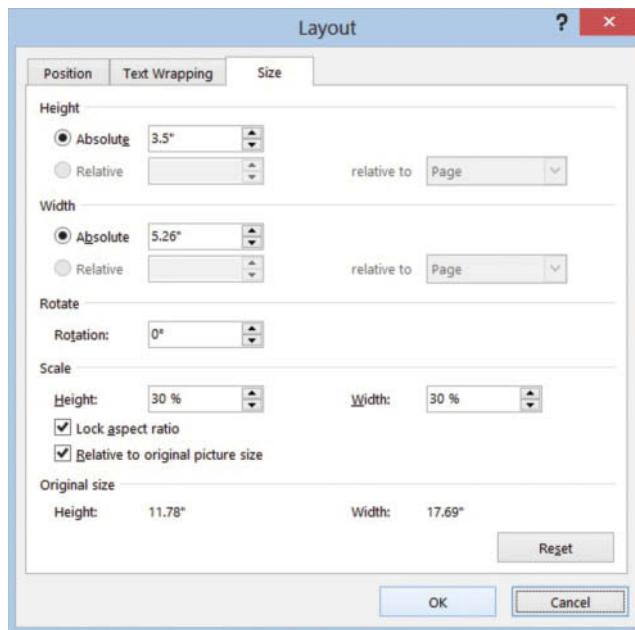 Layout ?
Position Text Wrapping Size
Height
Absolute 3.5"
Relative relative to Page
Width
Absolute 5.26"
Relative relative to Page
Rotate
Rotation: 0°
Scale
Height: 30 % Width: 30 %
Lock aspect ratio
Relative to original picture size
Original size
Height: 11.78" Width: 17.69"
Reset
OK Cancel